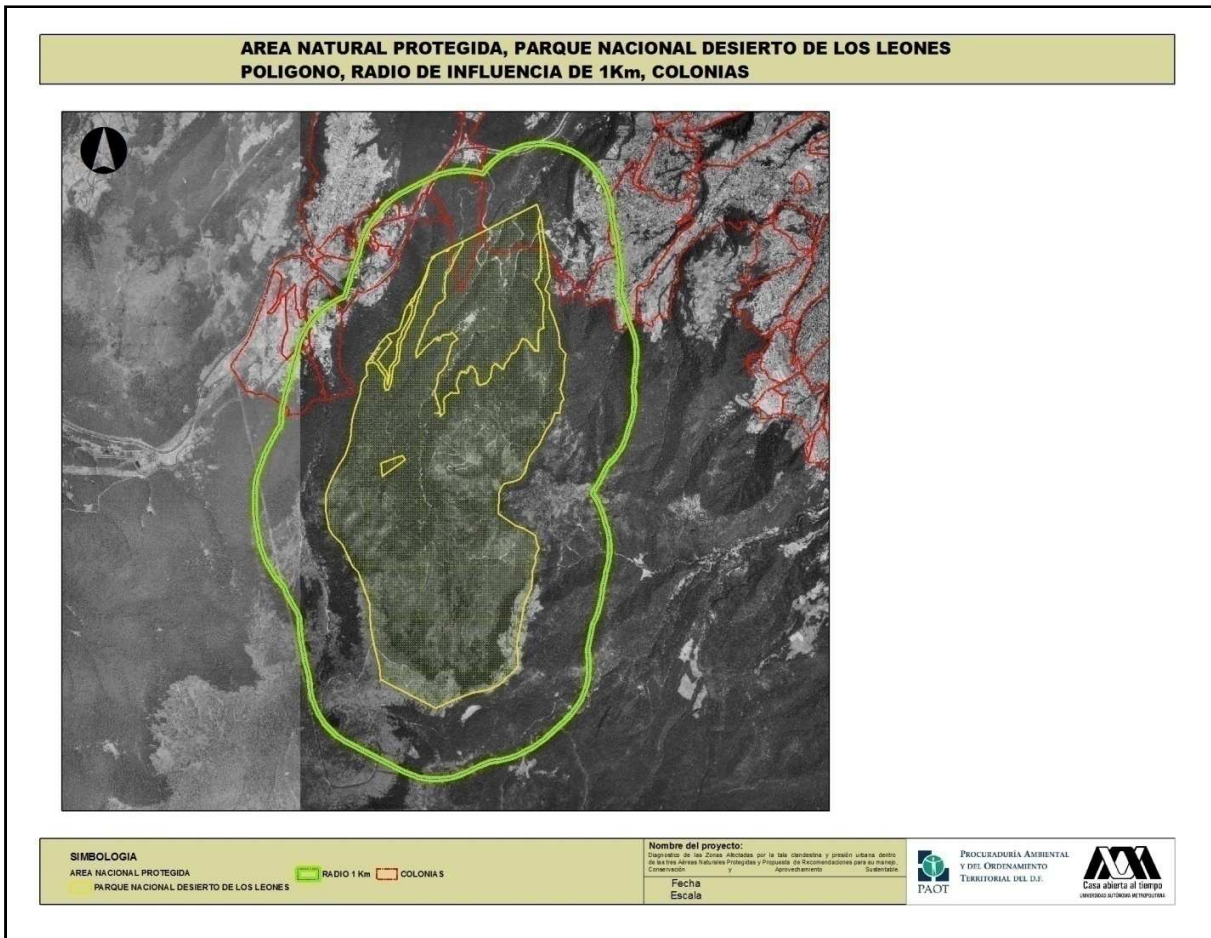 AREA NATURAL PROTEGIDA, PARQUE NACIONAL DESIERTO DE LOS LEONES
POLIGONO, RADIO DE INFLUENCIA DE 1Km, COLONIAS
SIMBOLOGIA
AREA NACIONAL PROTEGIDA
PARQUE NACIONAL DESIERTO DE LOS LEONES
RADIO 1 Km
COLONIAS
Nombre del proyecto:
Diagnostico de las Zonas Afectadas por la tala clandestina y presión urbana dentro
de las tres Aéreas Naturales Protegidas y Propuesta de Recomendaciones para su manejo,
Conservación y Aprovechamiento Sustentable.
Fecha
Escala
PAOT
PROCURADURÍA AMBIENTAL
Y DEL ORDENAMIENTO
TERRITORIAL DEL D.F.
Casa abierta al tiempo
UNIVERSIDAD AUTÓNOMA METROPOLITANA